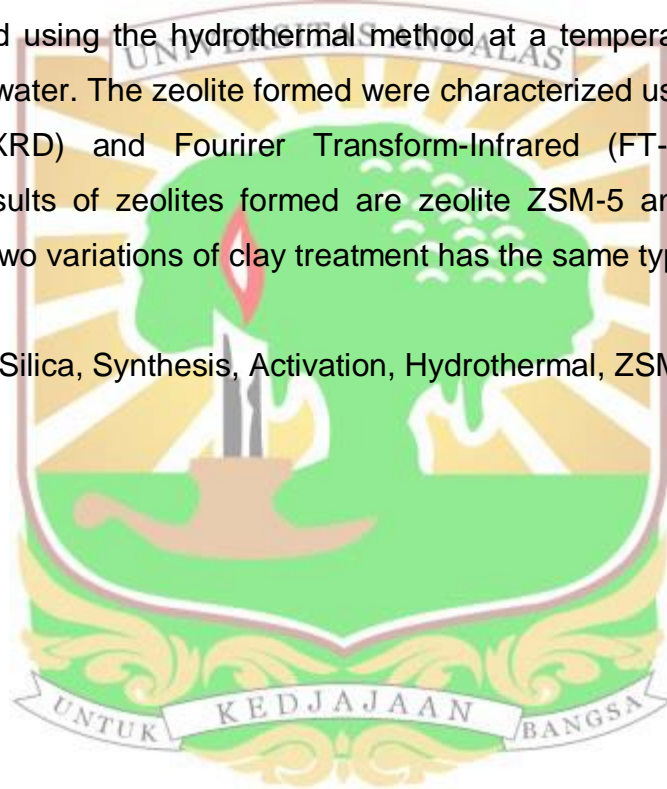 d using the hydrothermal method at a tempera
UNIVERSITAS ANDALAS
water. The zeolite formed were characterized us
XRD) and Fourirer Transform-Infrared (FT-
sults of zeolites formed are zeolite ZSM-5 a
wo variations of clay treatment has the same typ
Silica, Synthesis, Activation, Hydrothermal, ZSM
UNTUK KEDJAJAAN BANGSA